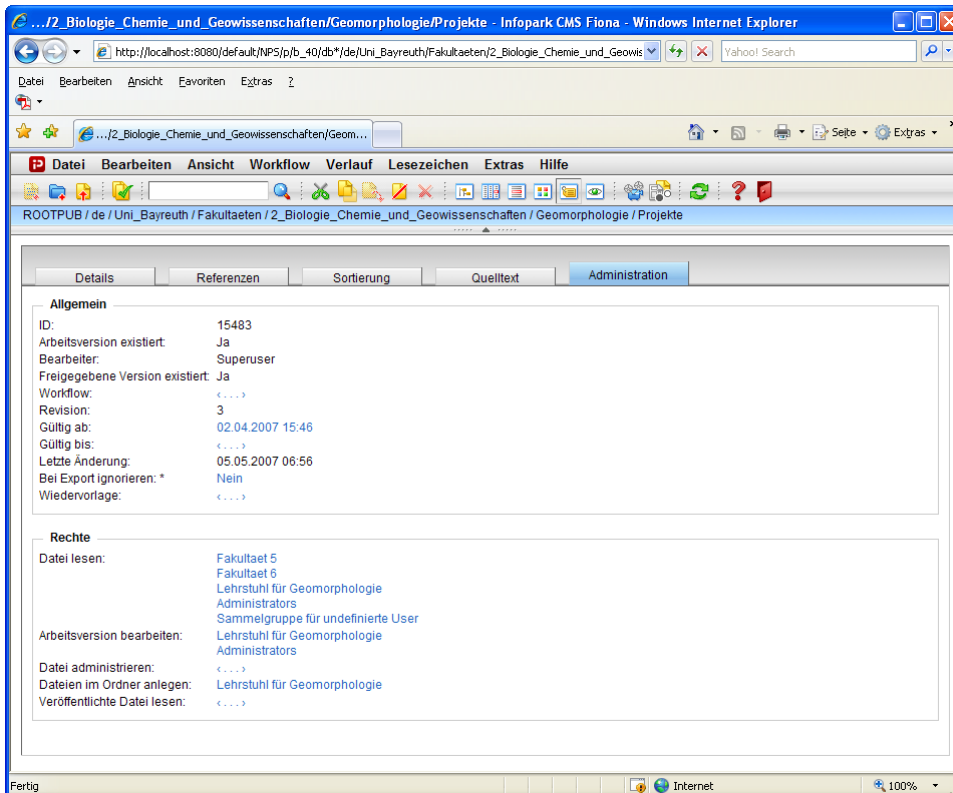 .../2_Biologie_Chemie_und_Geowissenschaften/Geomorphologie/Projekte - Infopark CMS Fiona - Windows Internet Explorer
http://localhost:8080/default/NPS/p/b_40/db*/de/Uni_Bayreuth/Fakultaeten/2_Biologie_Chemie_und_Geowis
Yahoo! Search
Datei Bearbeiten Ansicht Favoriten Extras ?
.../2_Biologie_Chemie_und_Geowissenschaften/Geom...
Seite Extras
Datei Bearbeiten Ansicht Workflow Verlauf Lesezeichen Extras Hilfe
ROOTPUB / de / Uni_Bayreuth / Fakultaeten / 2_Biologie_Chemie_und_Geowissenschaften / Geomorphologie / Projekte
Details Referenzen Sortierung Quelltext Administration
Allgemein
ID: 15483
Arbeitsversion existiert: Ja
Bearbeiter: Superuser
Freigegebene Version existiert: Ja
Workflow: ‹ . . . ›
Revision: 3
Gültig ab: 02.04.2007 15:46
Gültig bis: ‹ . . . ›
Letzte Änderung: 05.05.2007 06:56
Bei Export ignorieren: * Nein
Wiedervorlage: ‹ . . . ›
Rechte
Datei lesen: Fakultaet 5
Fakultaet 6
Lehrstuhl für Geomorphologie
Administrators
Sammelgruppe für undefinierte User
Arbeitsversion bearbeiten: Lehrstuhl für Geomorphologie
Administrators
Datei administrieren: ‹ . . . ›
Dateien im Ordner anlegen: Lehrstuhl für Geomorphologie
Veröffentlichte Datei lesen: ‹ . . . ›
Fertig Internet 100%